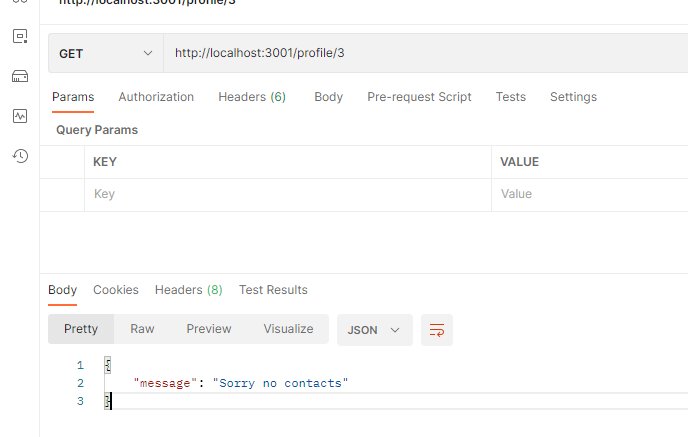 http://localhost:3001/profile/3
GET http://localhost:3001/profile/3
Params Authorization Headers (6) Body Pre-request Script Tests Settings
Query Params
KEY VALUE
Key Value
Body Cookies Headers (8) Test Results
Pretty Raw Preview Visualize JSON
1 {
2 "message": "Sorry no contacts"
3 }